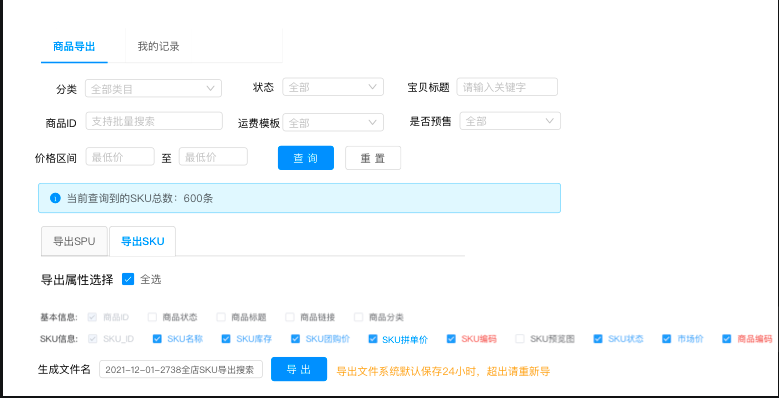 商品导出 我的记录
分类 全部类目 状态 全部 宝贝标题 请输入关键字
商品ID 支持批量搜索 运费模板 全部 是否预售 全部
价格区间 最低价 至 最低价 查 询 重 置
当前查询到的SKU总数：600条
导出SPU 导出SKU
导出属性选择 全选
基本信息: 商品ID 商品状态 商品标题 商品链接 商品分类
SKU信息: SKU_ID SKU名称 SKU库存 SKU团购价 SKU拼单价 SKU编码 SKU预览图 SKU状态 市场价 商品编码
生成文件名 2021-12-01-2738全店SKU导出搜索 导 出 导出文件系统默认保存24小时，超出请重新导